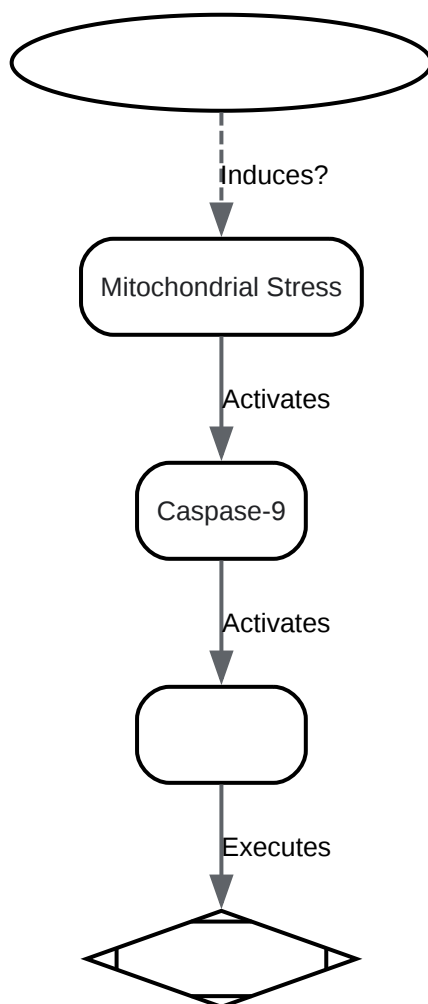 Induces?
Mitochondrial Stress
Activates
Caspase-9
Activates
Executes